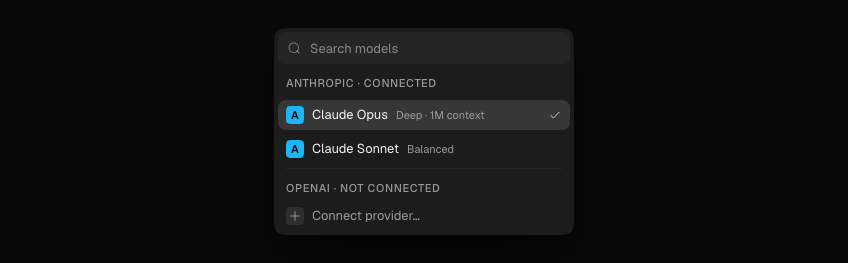 Search models
ANTHROPIC · CONNECTED
A Claude Opus Deep · 1M context
A Claude Sonnet Balanced
OPENAI · NOT CONNECTED
Connect provider...